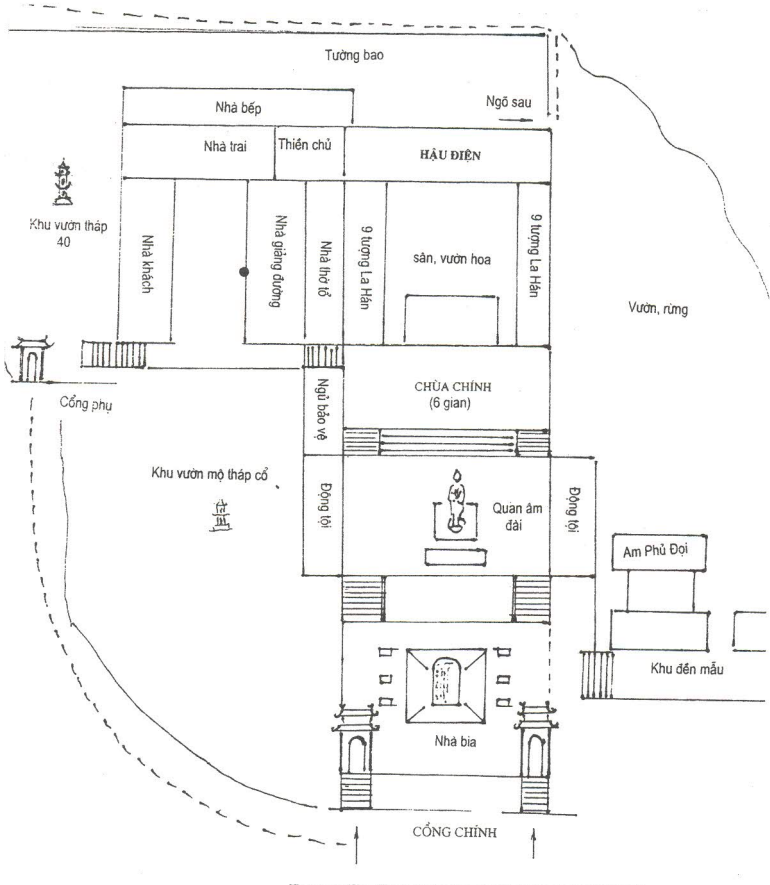 Tường bao
Nhà bếp
Ngõ sau
Nhà trai
Thiền chủ
HẬU ĐIỆN
Khu vườn tháp
40
Nhà khách
Nhà giảng đường
Nhà thờ tổ
9 tượng La Hán
sân, vườn hoa
9 tượng La Hán
Vườn, rừng
Cổng phụ
Ngủ bảo vệ
CHÙA CHÍNH
(6 gian)
Khu vườn mộ tháp cổ
Động tội
Quan âm
đài
Động tội
Am Phủ Đọi
Khu đền mẫu
Nhà bia
CỔNG CHÍNH